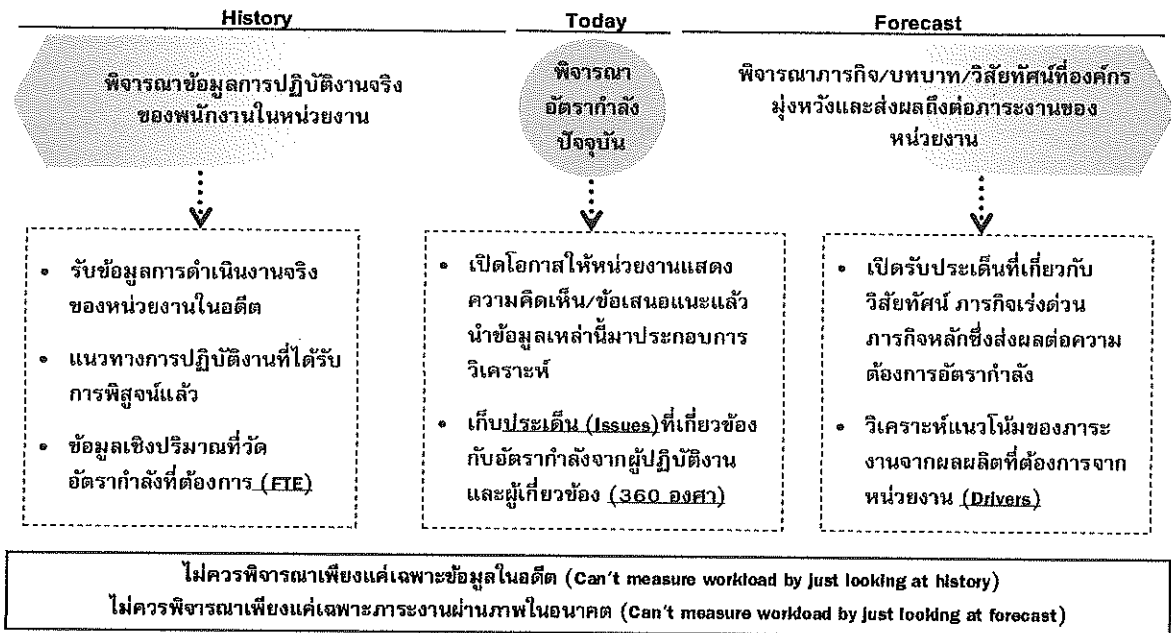 History
Today
Forecast
พิจารณาข้อมูลการปฏิบัติงานจริง
ของพนักงานในหน่วยงาน
พิจารณา
อัตรากำลัง
ปัจจุบัน
พิจารณาภารกิจ/บทบาท/วิสัยทัศน์ที่องค์กร
มุ่งหวังและส่งผลถึงต่อภาระงานของ
หน่วยงาน
• รับข้อมูลการดำเนินงานจริง
ของหน่วยงานในอดีต
• แนวทางการปฏิบัติงานที่ได้รับ
การพิสูจน์แล้ว
• ข้อมูลเชิงปริมาณที่วัด
อัตรากำลังที่ต้องการ (FTE)
• เปิดโอกาสให้หน่วยงานแสดง
ความคิดเห็น/ข้อเสนอแนะแล้ว
นำข้อมูลเหล่านี้มาประกอบการ
วิเคราะห์
• เก็บประเด็น (Issues)ที่เกี่ยวข้อง
กับอัตรากำลังจากผู้ปฏิบัติงาน
และผู้เกี่ยวข้อง (360 องศา)
• เปิดรับประเด็นที่เกี่ยวกับ
วิสัยทัศน์ ภารกิจเร่งด่วน
ภารกิจหลักซึ่งส่งผลต่อความ
ต้องการอัตรากำลัง
• วิเคราะห์แนวโน้มของภาระ
งานจากผลผลิตที่ต้องการจาก
หน่วยงาน (Drivers)
ไม่ควรพิจารณาเพียงแค่เฉพาะข้อมูลในอดีต (Can't measure workload by just looking at history)
ไม่ควรพิจารณาเพียงแค่เฉพาะภาระงานผ่านภาพในอนาคต (Can't measure workload by just looking at forecast)